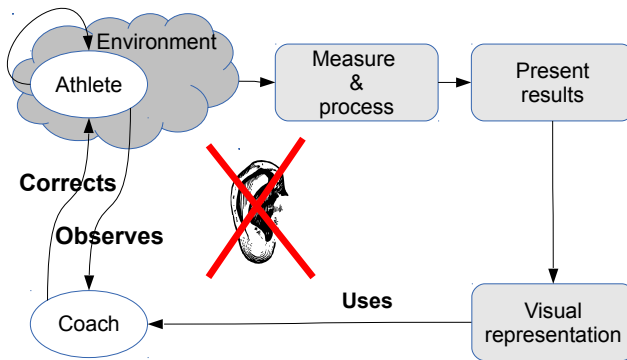 Environment
Athlete
Measure
&
process
Present
results
Corrects
Observes
Uses
Coach
Visual
representation